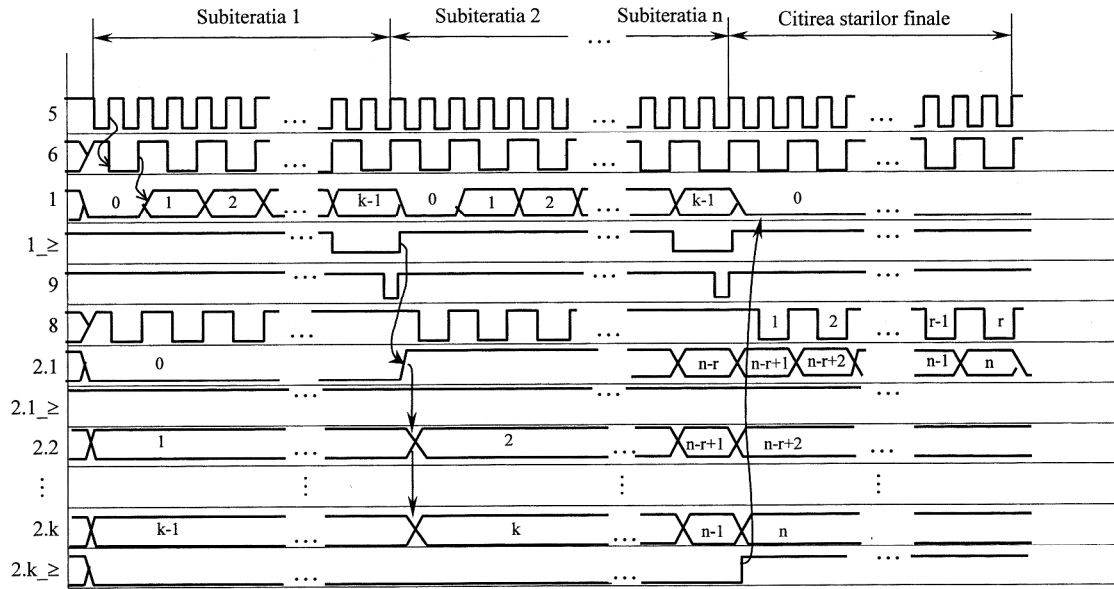 Subiteratia 1 Subiteratia 2 Subiteratia n Citirea starilor finale
...
5 ... ... ...
6 ... ... ...
1 0 1 2 ... k-1 0 1 2 ... k-1 0 ...
1_≥ ... ... ...
9 ... ... ...
8 ... ... 1 2 ... r-1 r
2.1 0 ... ... n-r n-r+1 n-r+2 ... n-1 n
2.1_≥ ... ... ...
2.2 1 ... 2 ... n-r+1 n-r+2 ...
⋮ ⋮ ⋮ ⋮
2.k k-1 ... k ... n-1 n ...
2.k_≥ ... ... ...